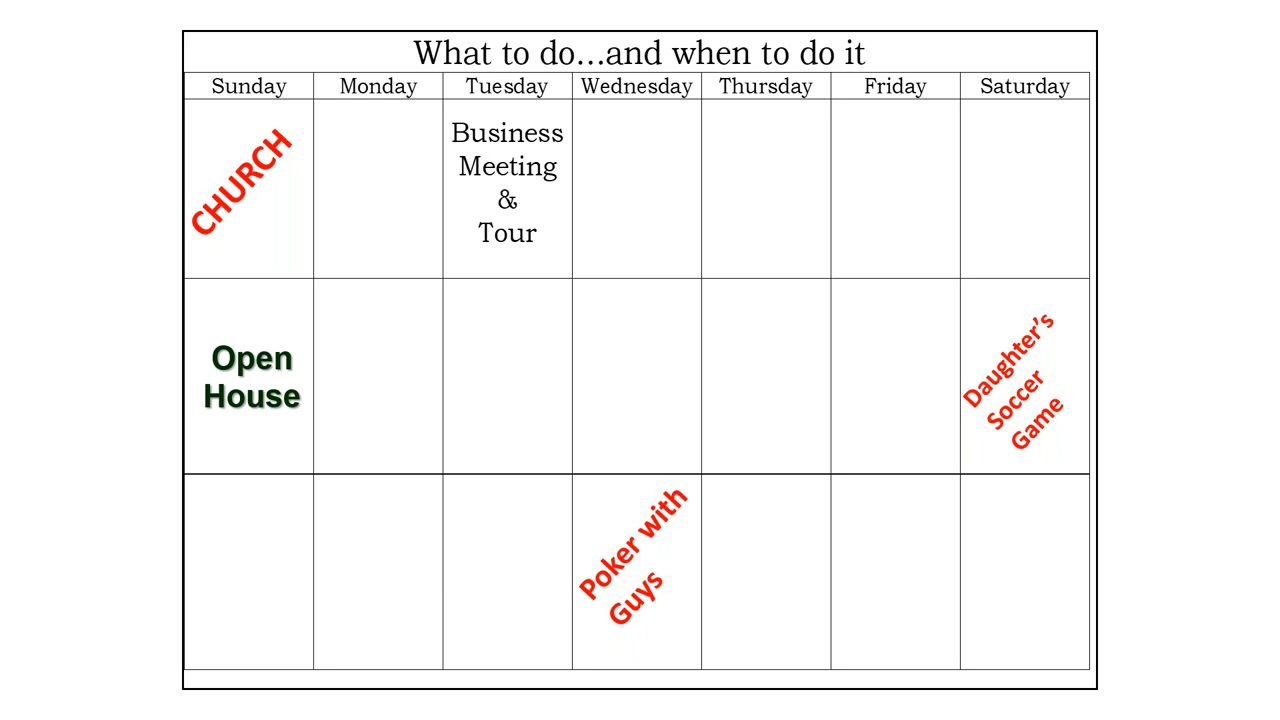 What to do...and when to do it
Sunday Monday Tuesday Wednesday Thursday Friday Saturday
CHURCH
Business
Meeting
&
Tour
Open
House
Daughter's
Soccer
Game
Poker with
Guys